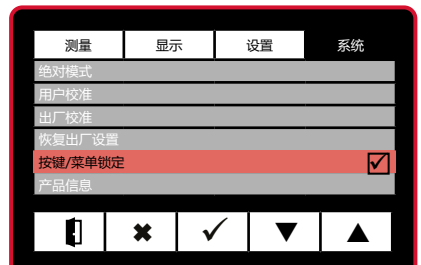 测量 显示 设置 系统
绝对模式
用户校准
出厂校准
恢复出厂设置
按键/菜单锁定
产品信息